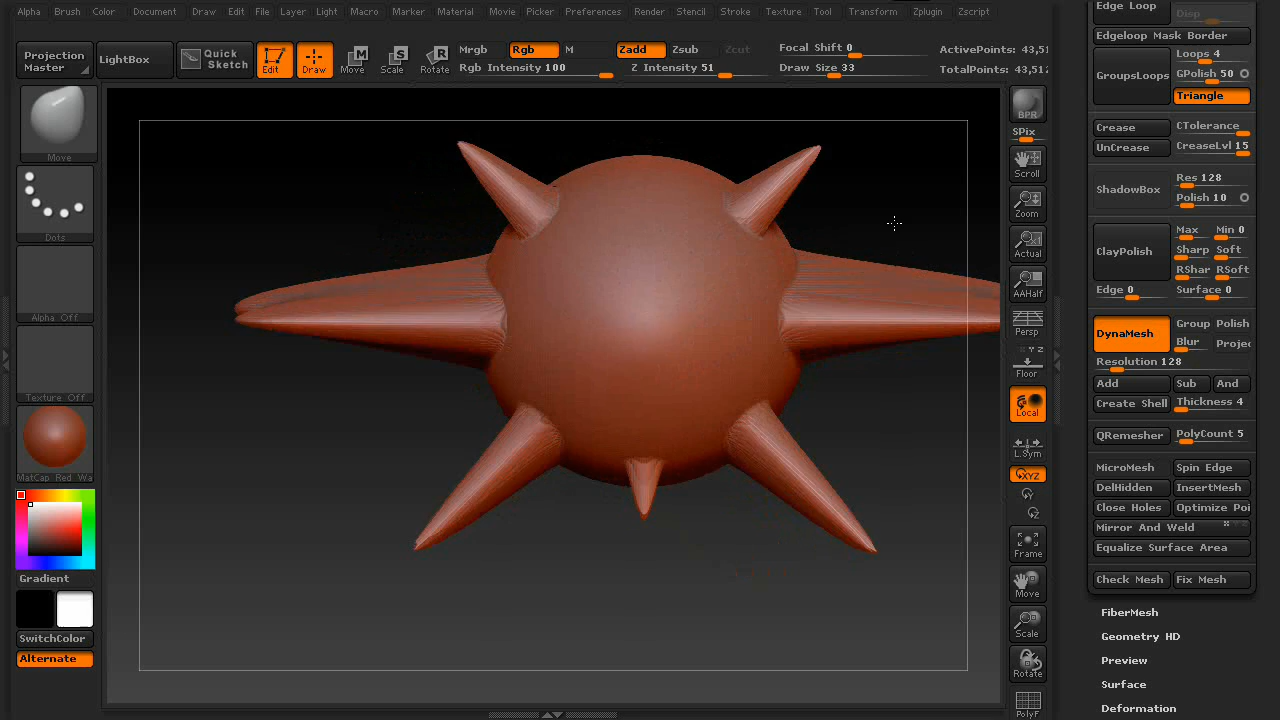 Alpha Brush Color Document Draw Edit File Layer Light Macro Marker Material Movie Picker Preferences Render Stencil Stroke Texture Tool Transform Zplugin Zscript
Projection Master
LightBox
Quick Sketch
Edit
Draw
Move
Scale
Rotate
Mrgb Rgb M
Rgb Intensity 100
Zadd Zsub Zcut
Z Intensity 51
Focal Shift 0
Draw Size 33
ActivePoints: 43,51
TotalPoints: 43,512
Move
Dots
Alpha Off
Texture Off
MatCap Red Wa
Gradient
SwitchColor
Alternate
BPR
SPix
Scroll
Zoom
Actual
AAHalf
Persp
Floor
Local
L.Sym
XYZ
Frame
Move
Scale
Rotate
PolyF
Edge Loop
Disp
Edgeloop Mask Border
GroupsLoops
Loops 4
GPolish 50
Triangle
Crease
CTolerance
UnCrease
CreaseLvl 15
ShadowBox
Res 128
Polish 10
ClayPolish
Max Min 0
Sharp Soft
RShar RSoft
Edge 0 Surface 0
DynaMesh
Group Polish
Blur Projec
Resolution 128
Add Sub And
Create Shell Thickness 4
QRemesher PolyCount 5
MicroMesh Spin Edge
DelHidden InsertMesh
Close Holes Optimize Poi
Mirror And Weld
Equalize Surface Area
Check Mesh Fix Mesh
FiberMesh
Geometry HD
Preview
Surface
Deformation